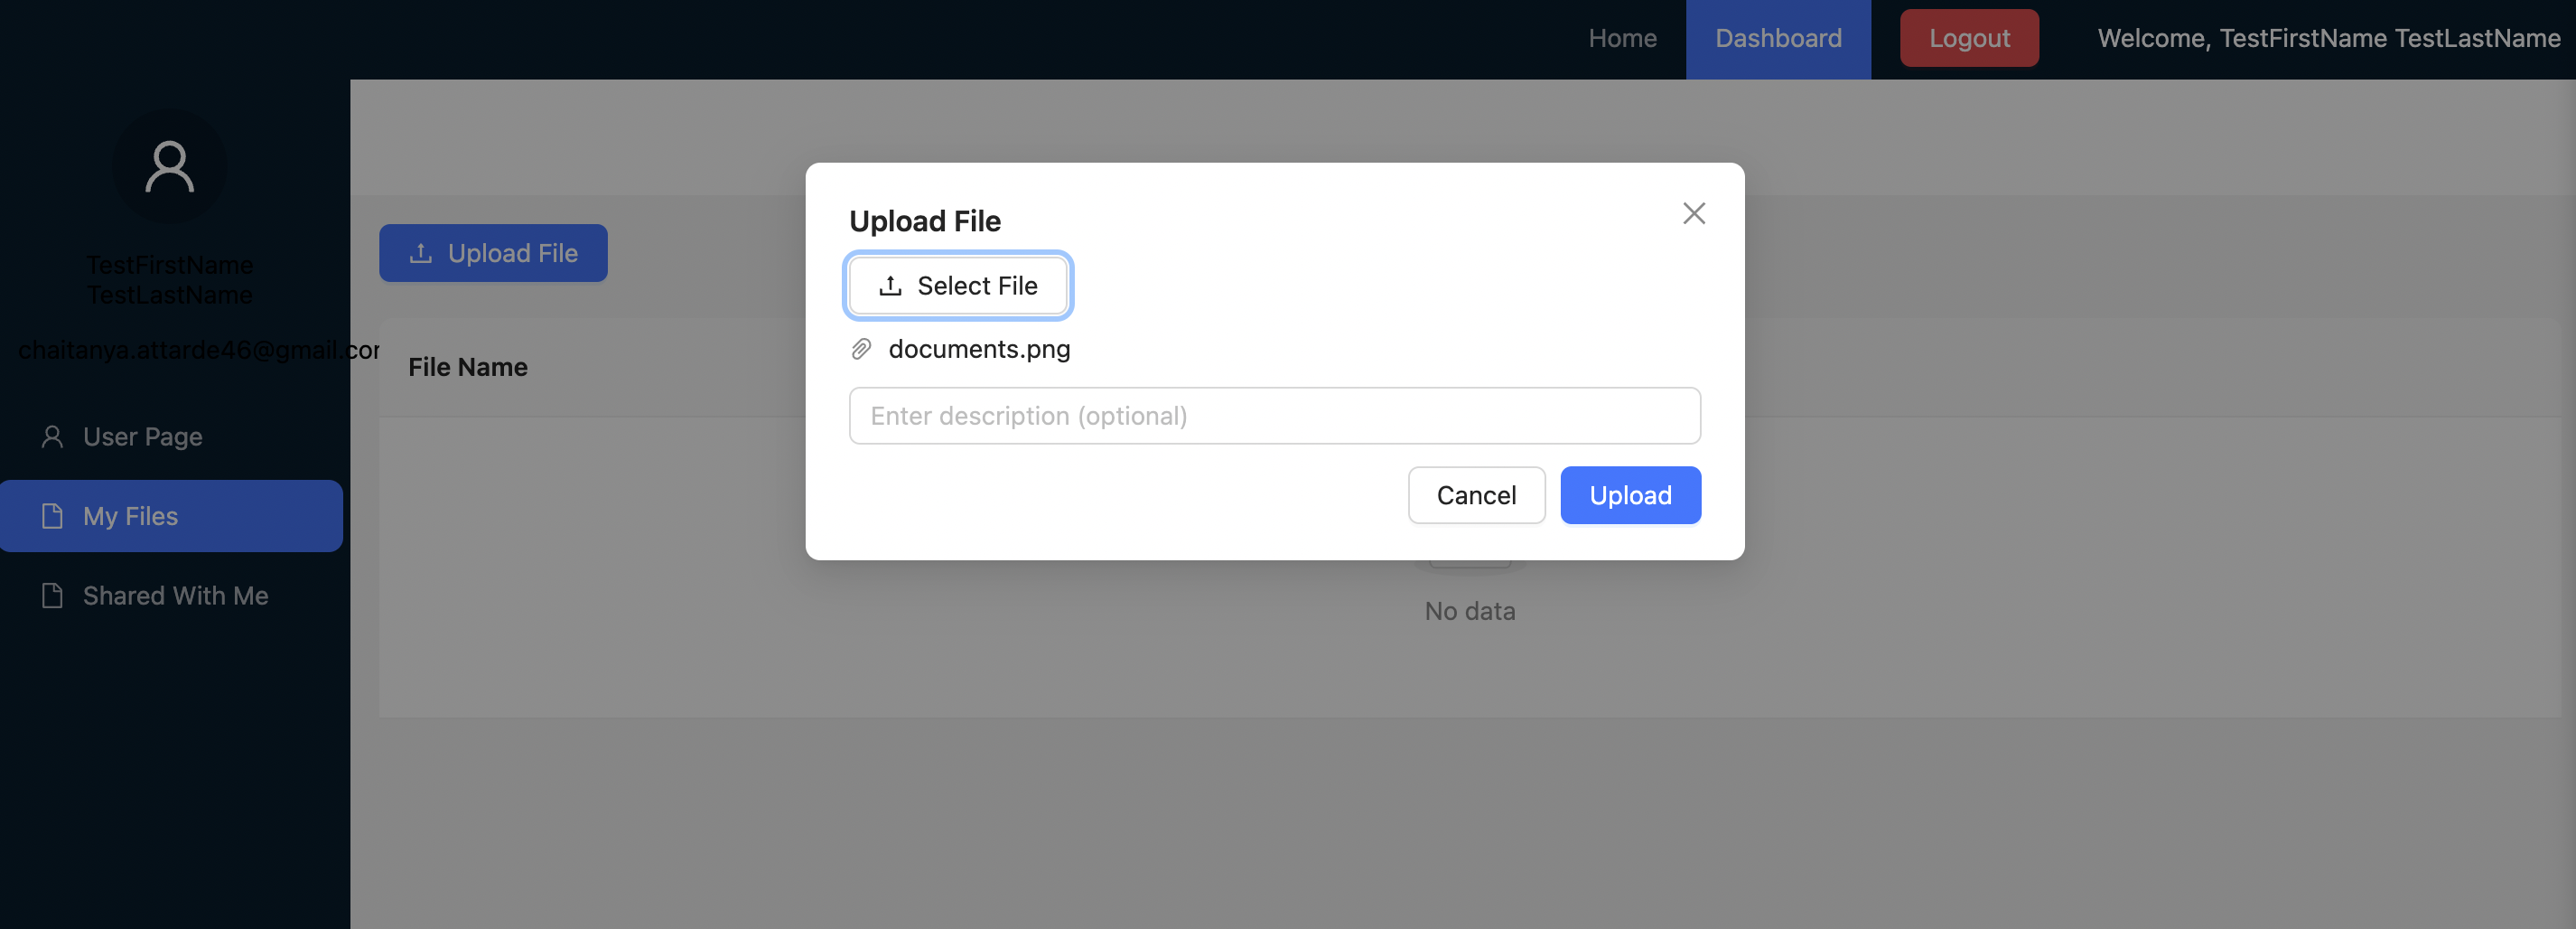 Home
Dashboard
Logout
Welcome, TestFirstName TestLastName
TestFirstName
TestLastName
chaitanya.attarde46@gmail.cor
User Page
My Files
Shared With Me
Upload File
File Name
Upload File
Select File
documents.png
Enter description (optional)
Cancel
Upload
No data